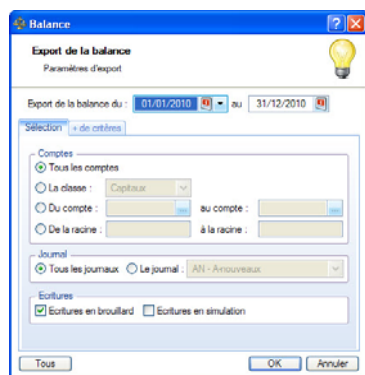 Balance
Export de la balance
Paramètres d'export
Export de la balance du : 01/01/2010 au 31/12/2010
Sélection + de critères
Comptes
Tous les comptes
La classe : Capitaux
Du compte : ... au compte : ...
De la racine : à la racine :
Journal
Tous les journaux Le journal : AN - A-nouveaux
Ecritures
Ecritures en brouillard Ecritures en simulation
Tous OK Annuler